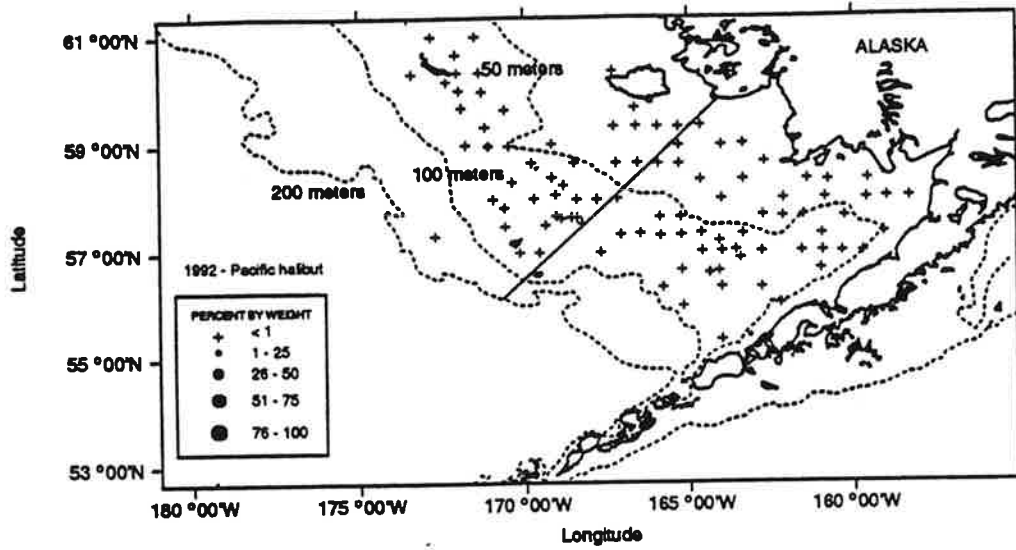 61 °00'N
59 °00'N
57 °00'N
55 °00'N
53 °00'N
Latitude
ALASKA
50 meters
100 meters
200 meters
1992 - Pacific halibut
PERCENT BY WEIGHT
+ < 1
1 - 25
26 - 50
51 - 75
76 - 100
180 °00'W
175 °00'W
170 °00'W
165 °00'W
160 °00'W
Longitude